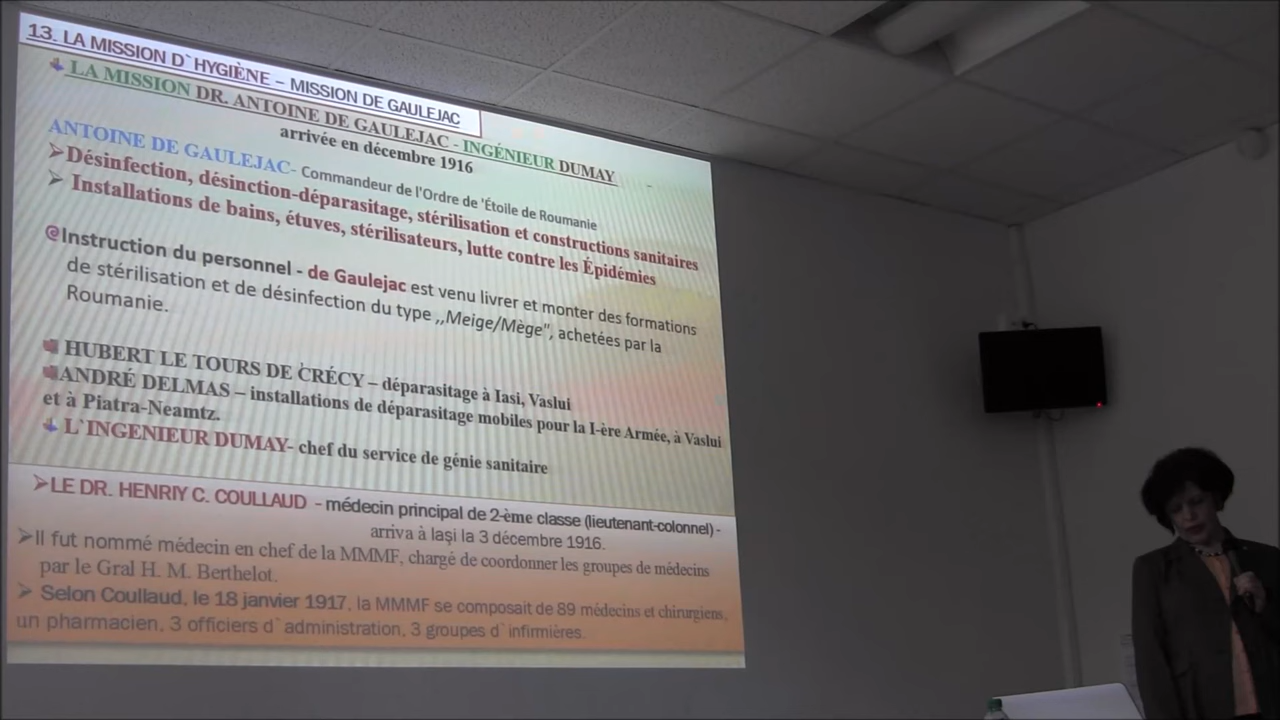 13. LA MISSION D`HYGIÈNE – MISSION DE GAULEJAC
LA MISSION DR. ANTOINE DE GAULEJAC - INGÉNIEUR DUMAY
arrivée en décembre 1916
ANTOINE DE GAULEJAC- Commandeur de l'Ordre de 'Étoile de Roumanie
Désinfection, désinction-déparasitage, stérilisation et constructions sanitaires
Installations de bains, étuves, stérilisateurs, lutte contre les Épidémies
Instruction du personnel - de Gaulejac est venu livrer et monter des formations
de stérilisation et de désinfection du type ,,Meige/Mège", achetées par la
Roumanie.
HUBERT LE TOURS DE CRÉCY – déparasitage à Iasi, Vaslui
ANDRÉ DELMAS – installations de déparasitage mobiles pour la I-ère Armée, à Vaslui
et à Piatra-Neamtz.
L`INGENIEUR DUMAY- chef du service de génie sanitaire
LE DR. HENRIY C. COULLAUD - médecin principal de 2-ème classe (lieutenant-colonnel) -
arriva à Iaşi la 3 décembre 1916.
Il fut nommé médecin en chef de la MMMF, chargé de coordonner les groupes de médecins
par le Gral H. M. Berthelot.
Selon Coullaud, le 18 janvier 1917, la MMMF se composait de 89 médecins et chirurgiens,
un pharmacien, 3 officiers d`administration, 3 groupes d`infirmières.